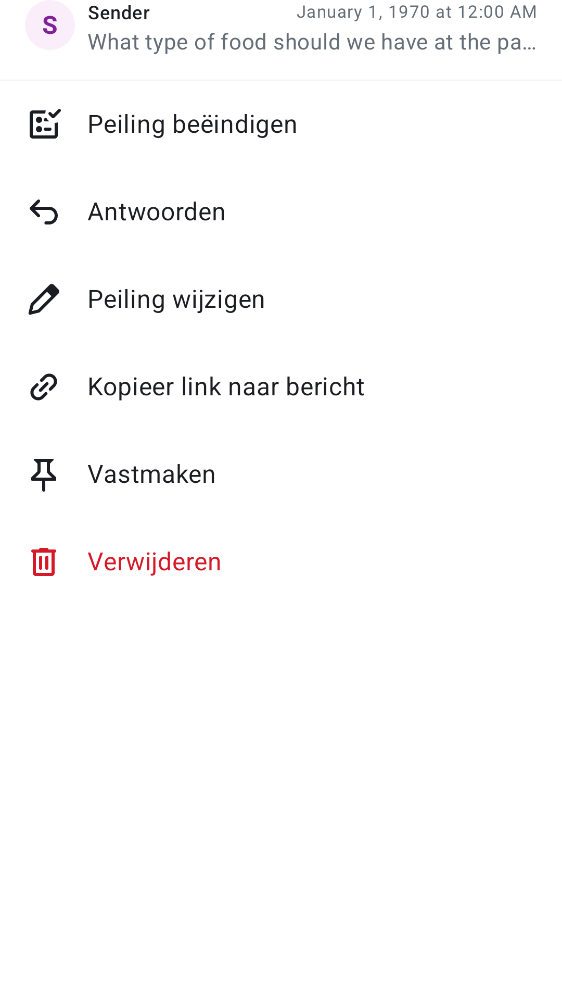 S
Sender
January 1, 1970 at 12:00 AM
What type of food should we have at the pa…
Peiling beëindigen
Antwoorden
Peiling wijzigen
Kopieer link naar bericht
Vastmaken
Verwijderen